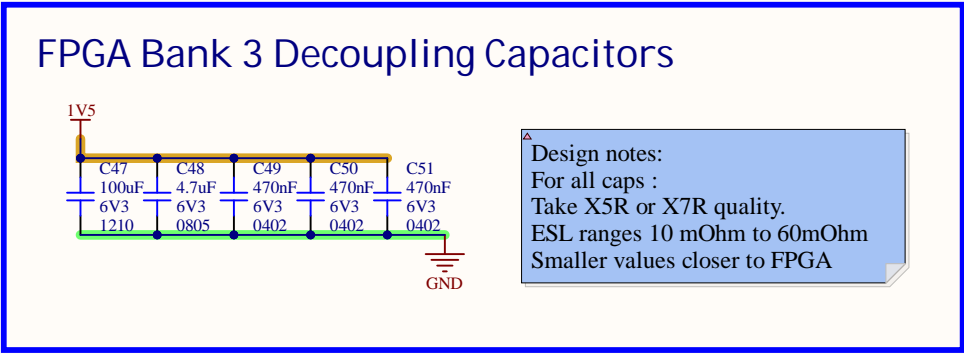 FPGA Bank 3 Decoupling Capacitors
1V5
C47
100uF
6V3
1210
C48
4.7uF
6V3
0805
C49
470nF
6V3
0402
C50
470nF
6V3
0402
C51
470nF
6V3
0402
GND
Design notes:
For all caps :
Take X5R or X7R quality.
ESL ranges 10 mOhm to 60mOhm
Smaller values closer to FPGA